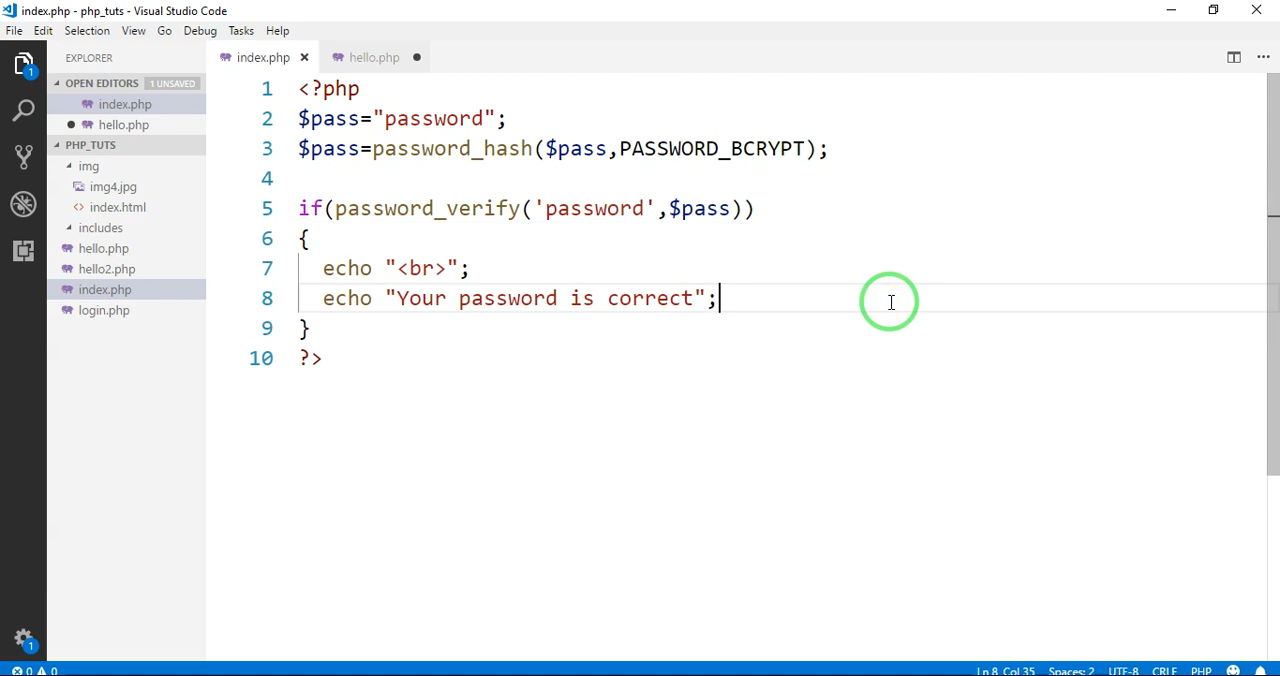 index.php - php_tuts - Visual Studio Code
File Edit Selection View Go Debug Tasks Help
EXPLORER
index.php
hello.php
OPEN EDITORS 1 UNSAVED
index.php
hello.php
PHP_TUTS
img
img4.jpg
index.html
includes
hello.php
hello2.php
index.php
login.php
1
1
1 <?php
2 $pass="password";
3 $pass=password_hash($pass,PASSWORD_BCRYPT);
4
5 if(password_verify('password',$pass))
6 {
7 echo "<br>";
8 echo "Your password is correct";
9 }
10 ?>
0 0 Ln 8, Col 35 Spaces: 2 UTF-8 CRLF PHP